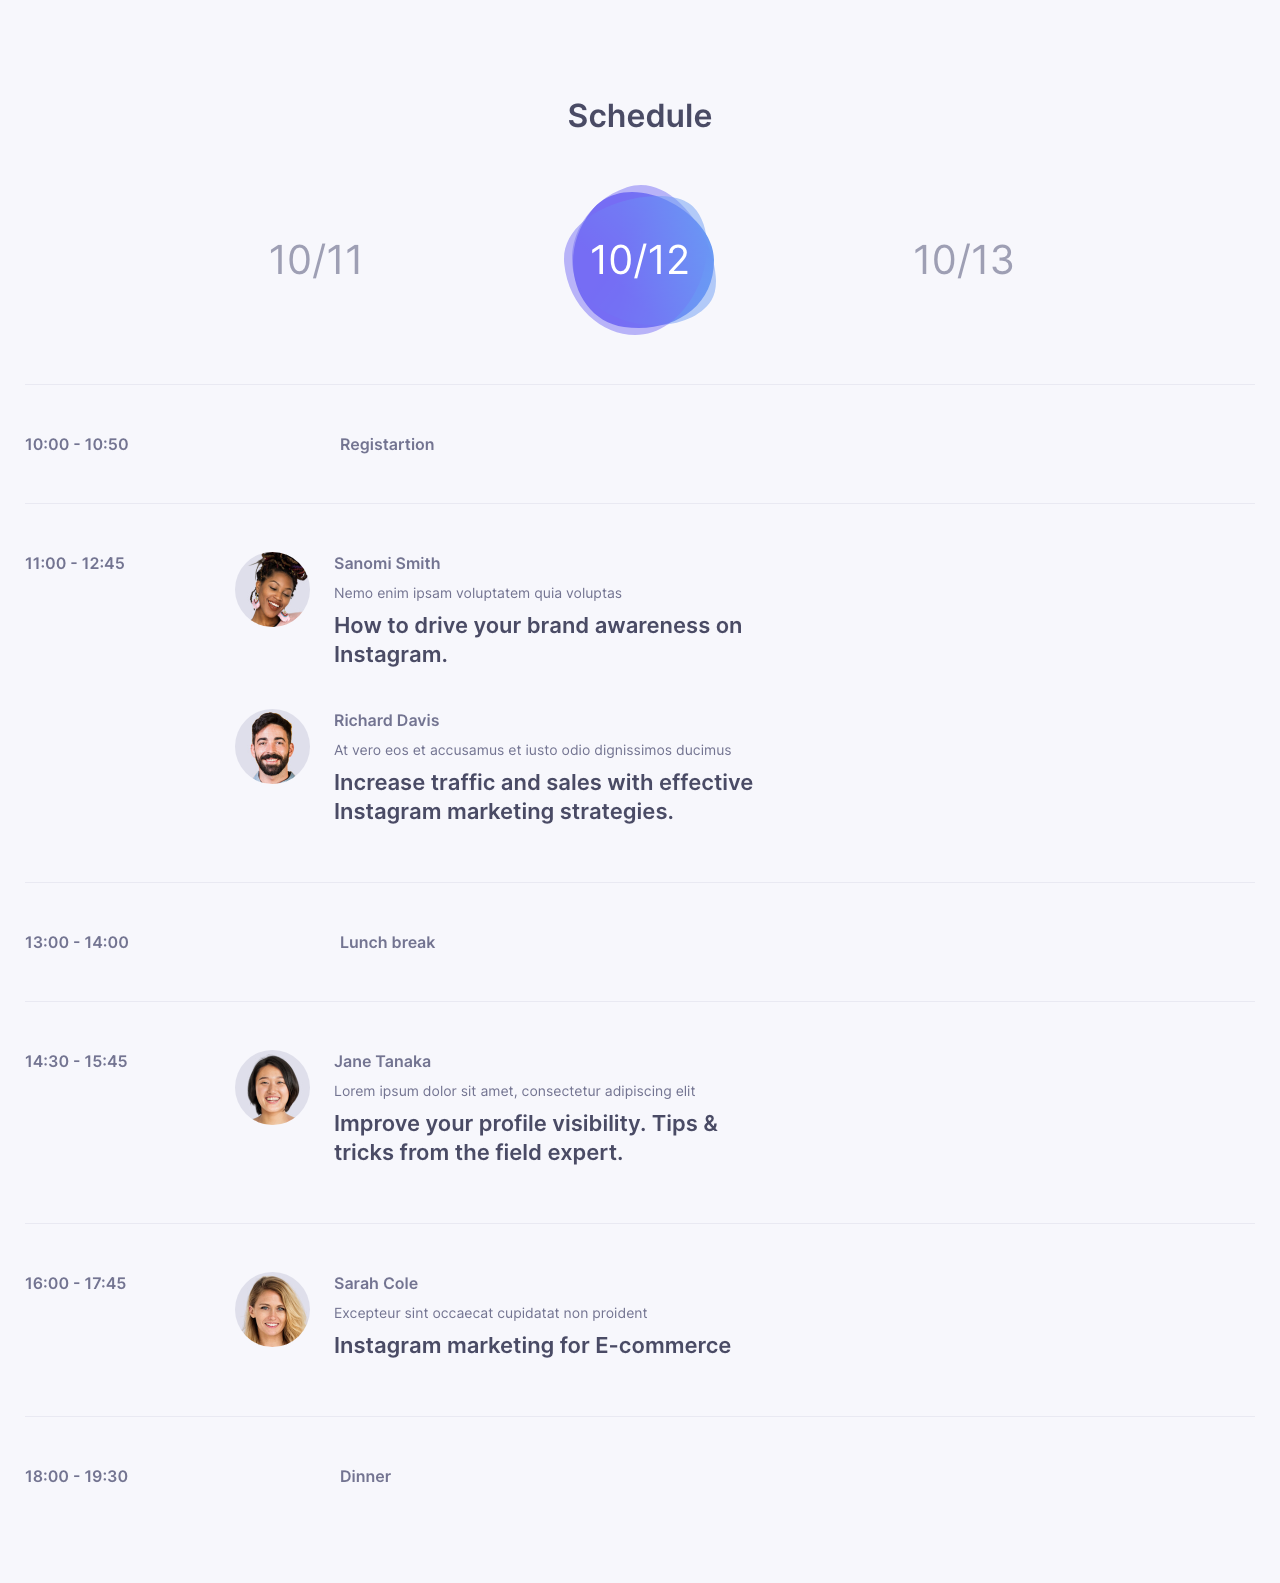 Schedule
10/11
10/12
10/13
10:00 - 10:50
Registartion
11:00 - 12:45
Sanomi Smith
Nemo enim ipsam voluptatem quia voluptas
How to drive your brand awareness on
Instagram.
Richard Davis
At vero eos et accusamus et iusto odio dignissimos ducimus
Increase traffic and sales with effective
Instagram marketing strategies.
13:00 - 14:00
Lunch break
14:30 - 15:45
Jane Tanaka
Lorem ipsum dolor sit amet, consectetur adipiscing elit
Improve your profile visibility. Tips &
tricks from the field expert.
16:00 - 17:45
Sarah Cole
Excepteur sint occaecat cupidatat non proident
Instagram marketing for E-commerce
18:00 - 19:30
Dinner